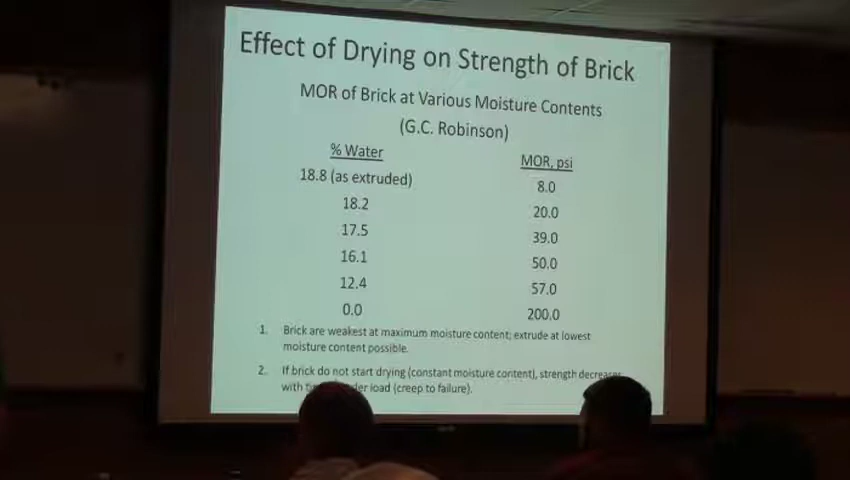 Effect of Drying on Strength of Brick
MOR of Brick at Various Moisture Contents
(G.C. Robinson)
% Water MOR, psi
18.8 (as extruded) 8.0
18.2 20.0
17.5 39.0
16.1 50.0
12.4 57.0
0.0 200.0
1. Brick are weakest at maximum moisture content; extrude at lowest
moisture content possible.
2. If brick do not start drying (constant moisture content), strength decreases
with load (creep to failure).